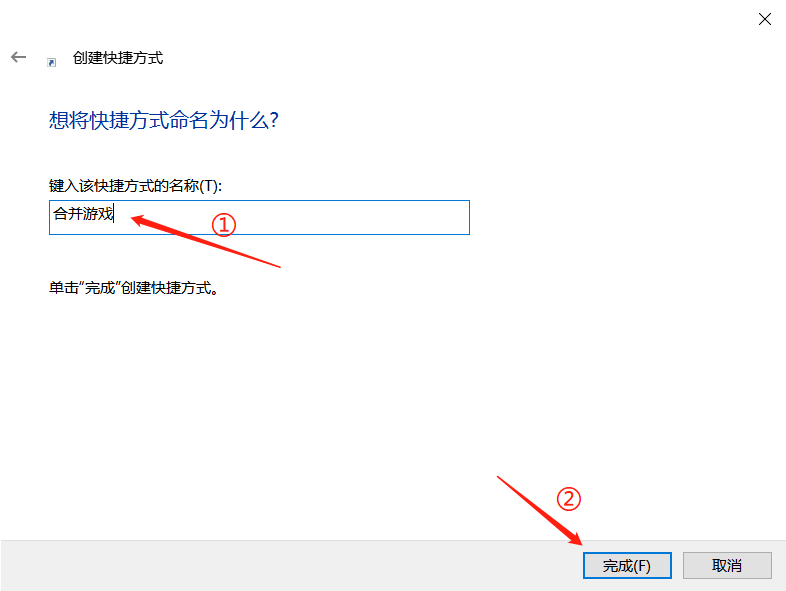 创建快捷方式
想将快捷方式命名为什么?
键入该快捷方式的名称(T):
合并游戏
①
单击“完成”创建快捷方式。
②
完成(F)
取消